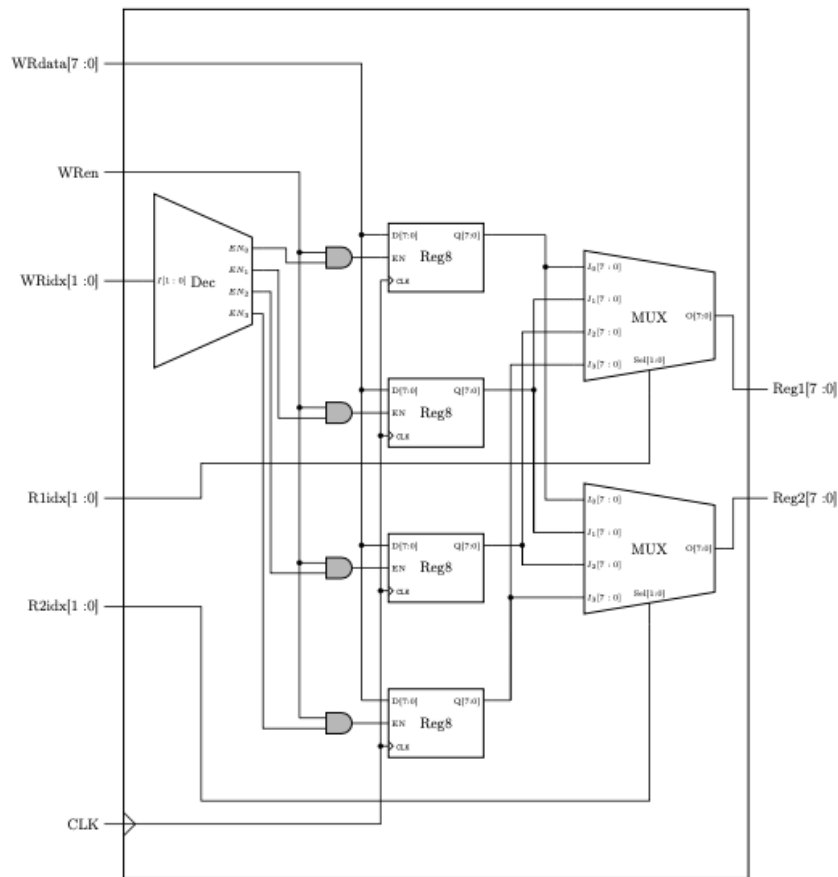 WRdata[7 :0]
WRen
WRidx[1 :0]
R1idx[1 :0]
R2idx[1 :0]
CLK
I[1 : 0] Dec
EN₀
EN₁
EN₂
EN₃
D[7:0] Q[7:0]
EN Reg8
CLK
D[7:0] Q[7:0]
EN Reg8
CLK
D[7:0] Q[7:0]
EN Reg8
CLK
D[7:0] Q[7:0]
EN Reg8
CLK
I₀[7 : 0]
I₁[7 : 0]
MUX O[7:0]
I₂[7 : 0]
I₃[7 : 0] Sel[1:0]
I₀[7 : 0]
I₁[7 : 0]
MUX O[7:0]
I₂[7 : 0]
I₃[7 : 0] Sel[1:0]
Reg1[7 :0]
Reg2[7 :0]